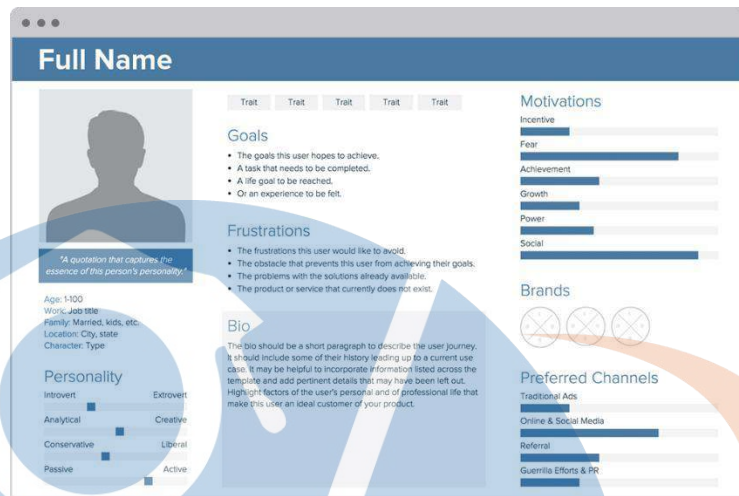 Full Name
"A quotation that captures the
essence of this person's personality."
Age: 1-100
Work: Job title
Family: Married, kids, etc.
Location: City, state
Character: Type
Personality
Introvert Extrovert
Analytical Creative
Conservative Liberal
Passive Active
Trait Trait Trait Trait Trait
Goals
• The goals this user hopes to achieve.
• A task that needs to be completed.
• A life goal to be reached.
• Or an experience to be felt.
Frustrations
• The frustrations this user would like to avoid.
• The obstacle that prevents this user from achieving their goals.
• The problems with the solutions already available.
• The product or service that currently does not exist.
Bio
The bio should be a short paragraph to describe the user journey.
It should include some of their history leading up to a current use
case. It may be helpful to incorporate information listed across the
template and add pertinent details that may have been left out.
Highlight factors of the user's personal and of professional life that
make this user an ideal customer of your product.
Motivations
Incentive
Fear
Achievement
Growth
Power
Social
Brands
Preferred Channels
Traditional Ads
Online & Social Media
Referral
Guerrilla Efforts & PR